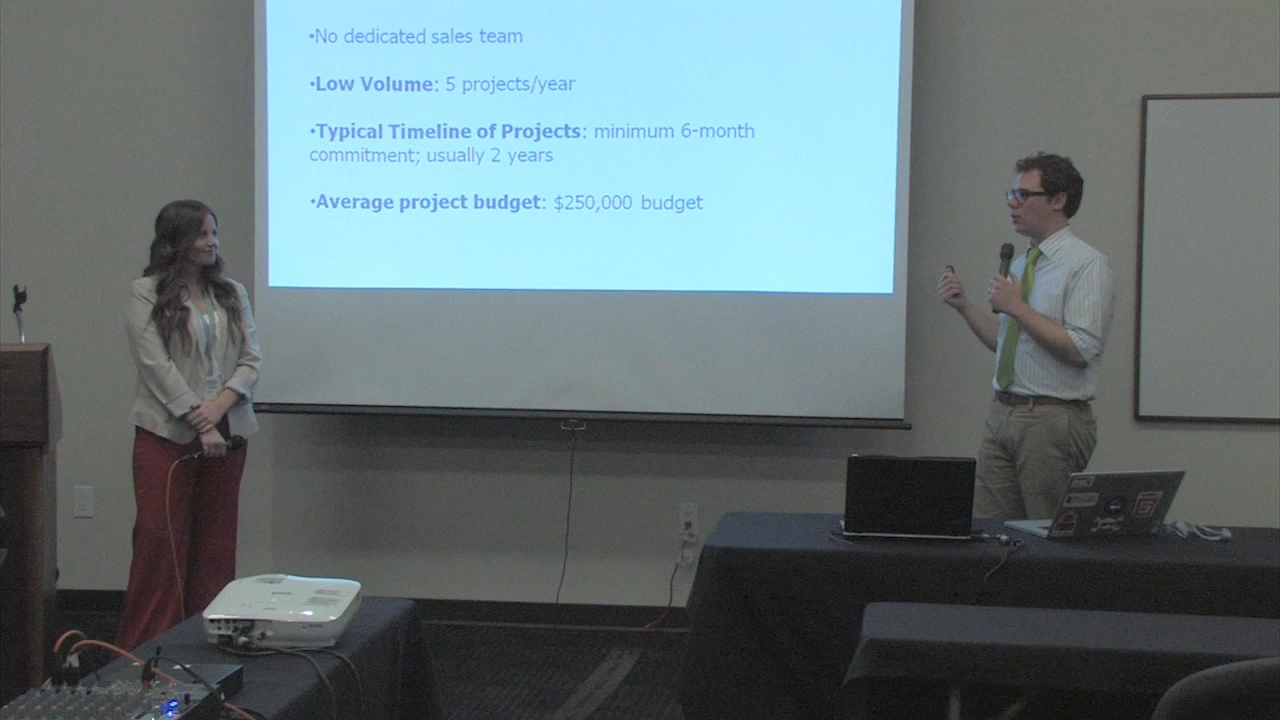 •No dedicated sales team
•Low Volume: 5 projects/year
•Typical Timeline of Projects: minimum 6-month
commitment; usually 2 years
•Average project budget: $250,000 budget